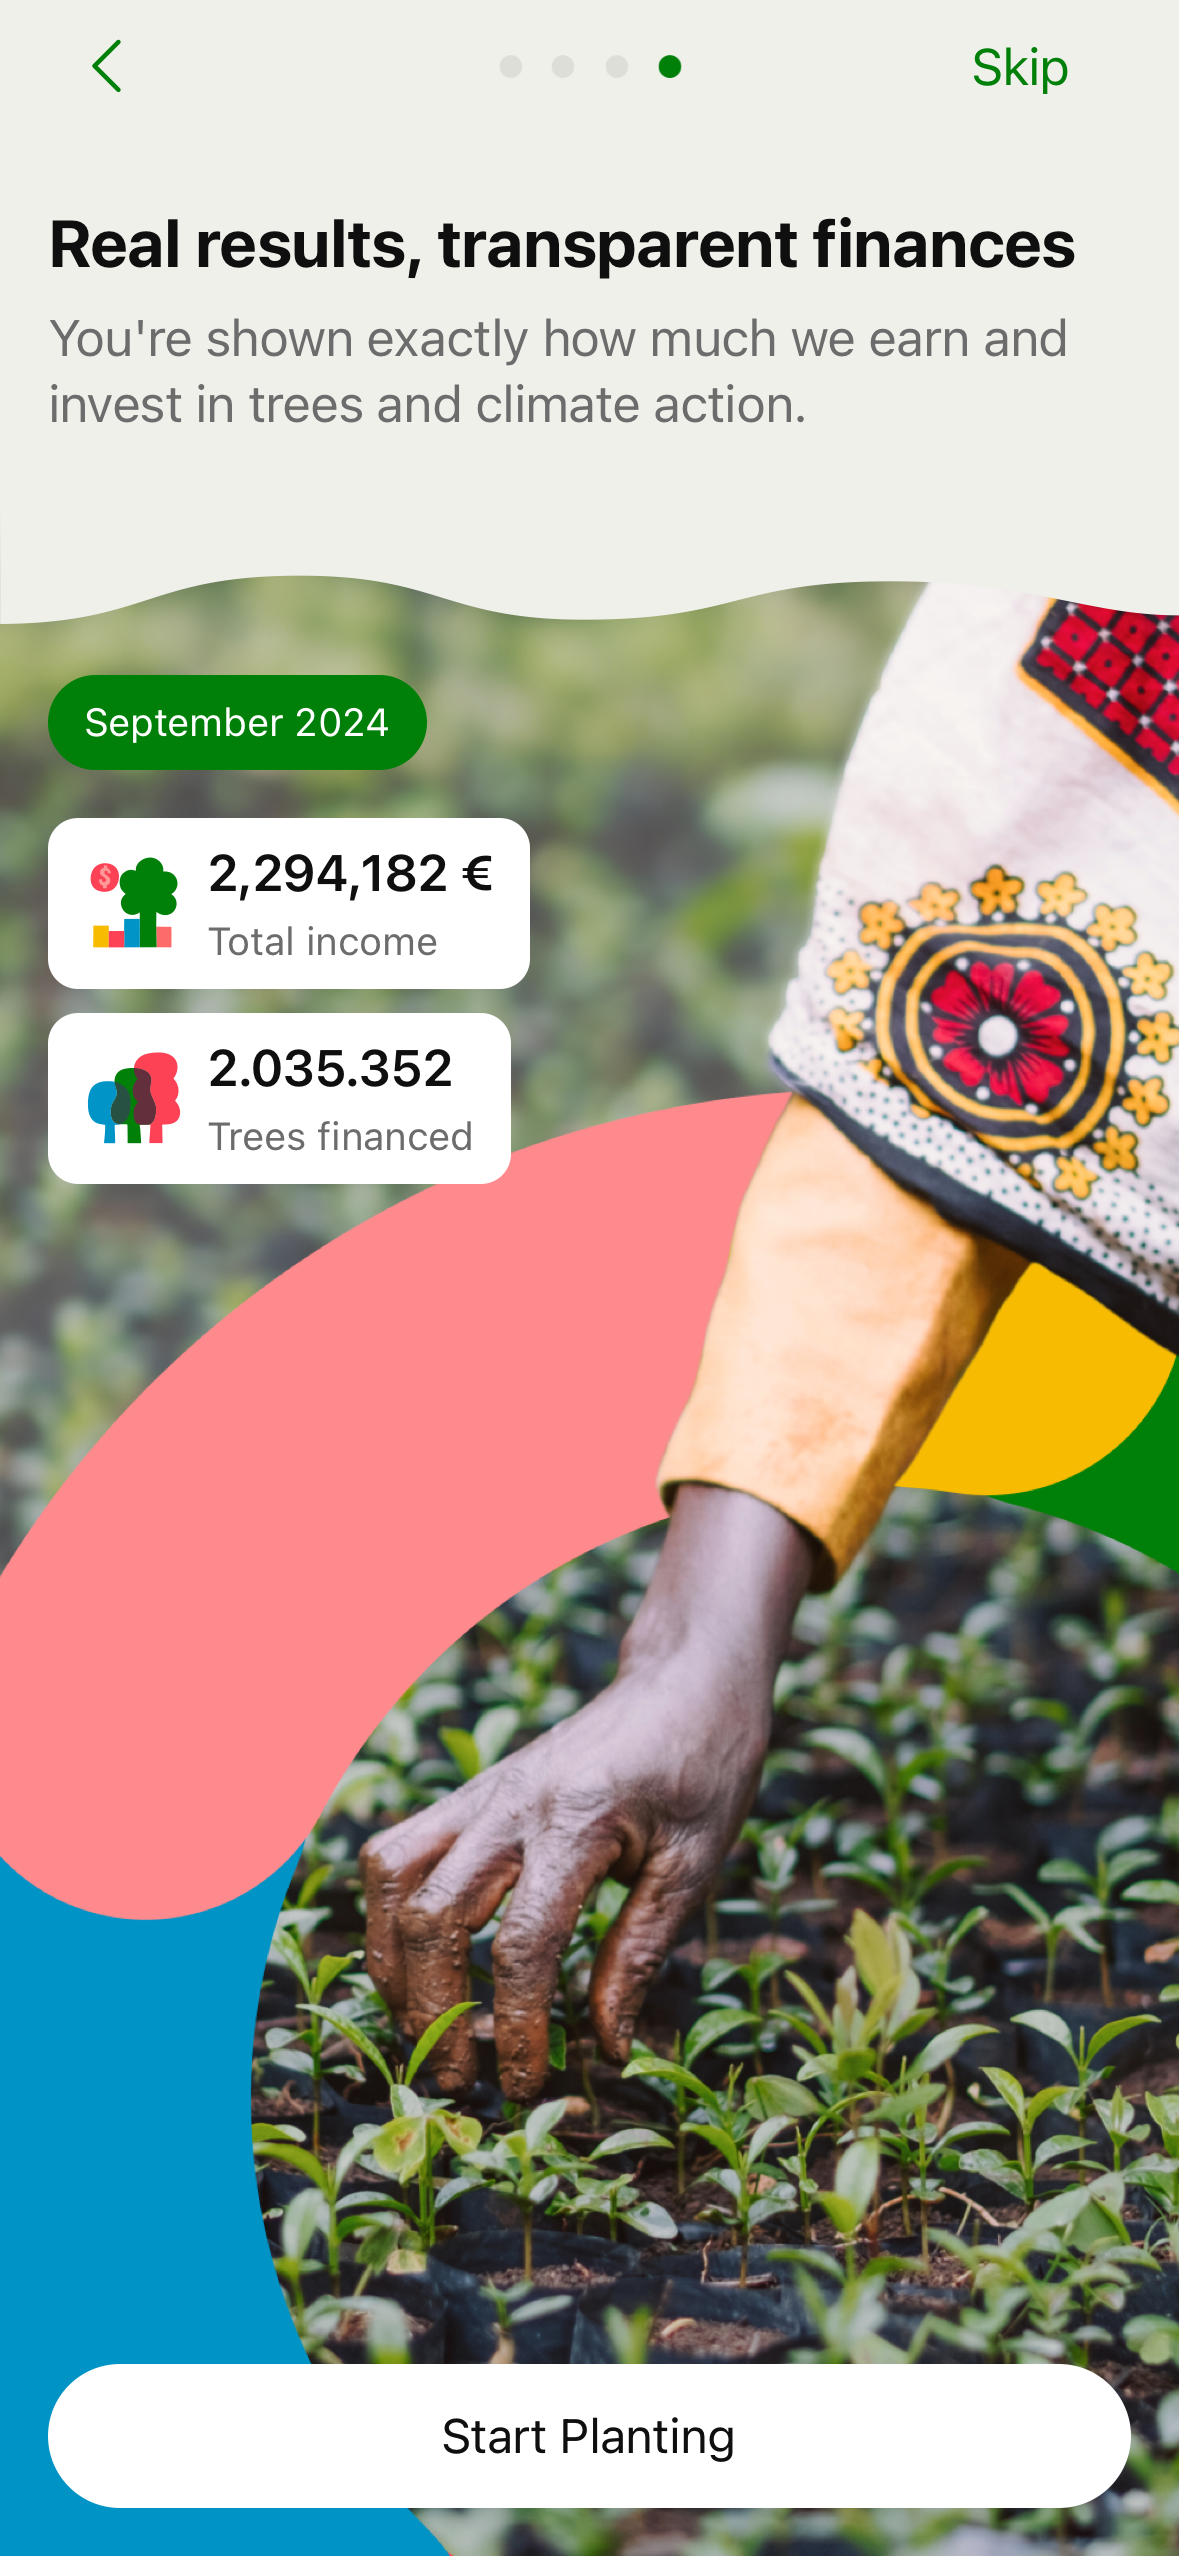 Skip
Real results, transparent finances
You're shown exactly how much we earn and
invest in trees and climate action.
September 2024
2,294,182 €
Total income
2.035.352
Trees financed
Start Planting